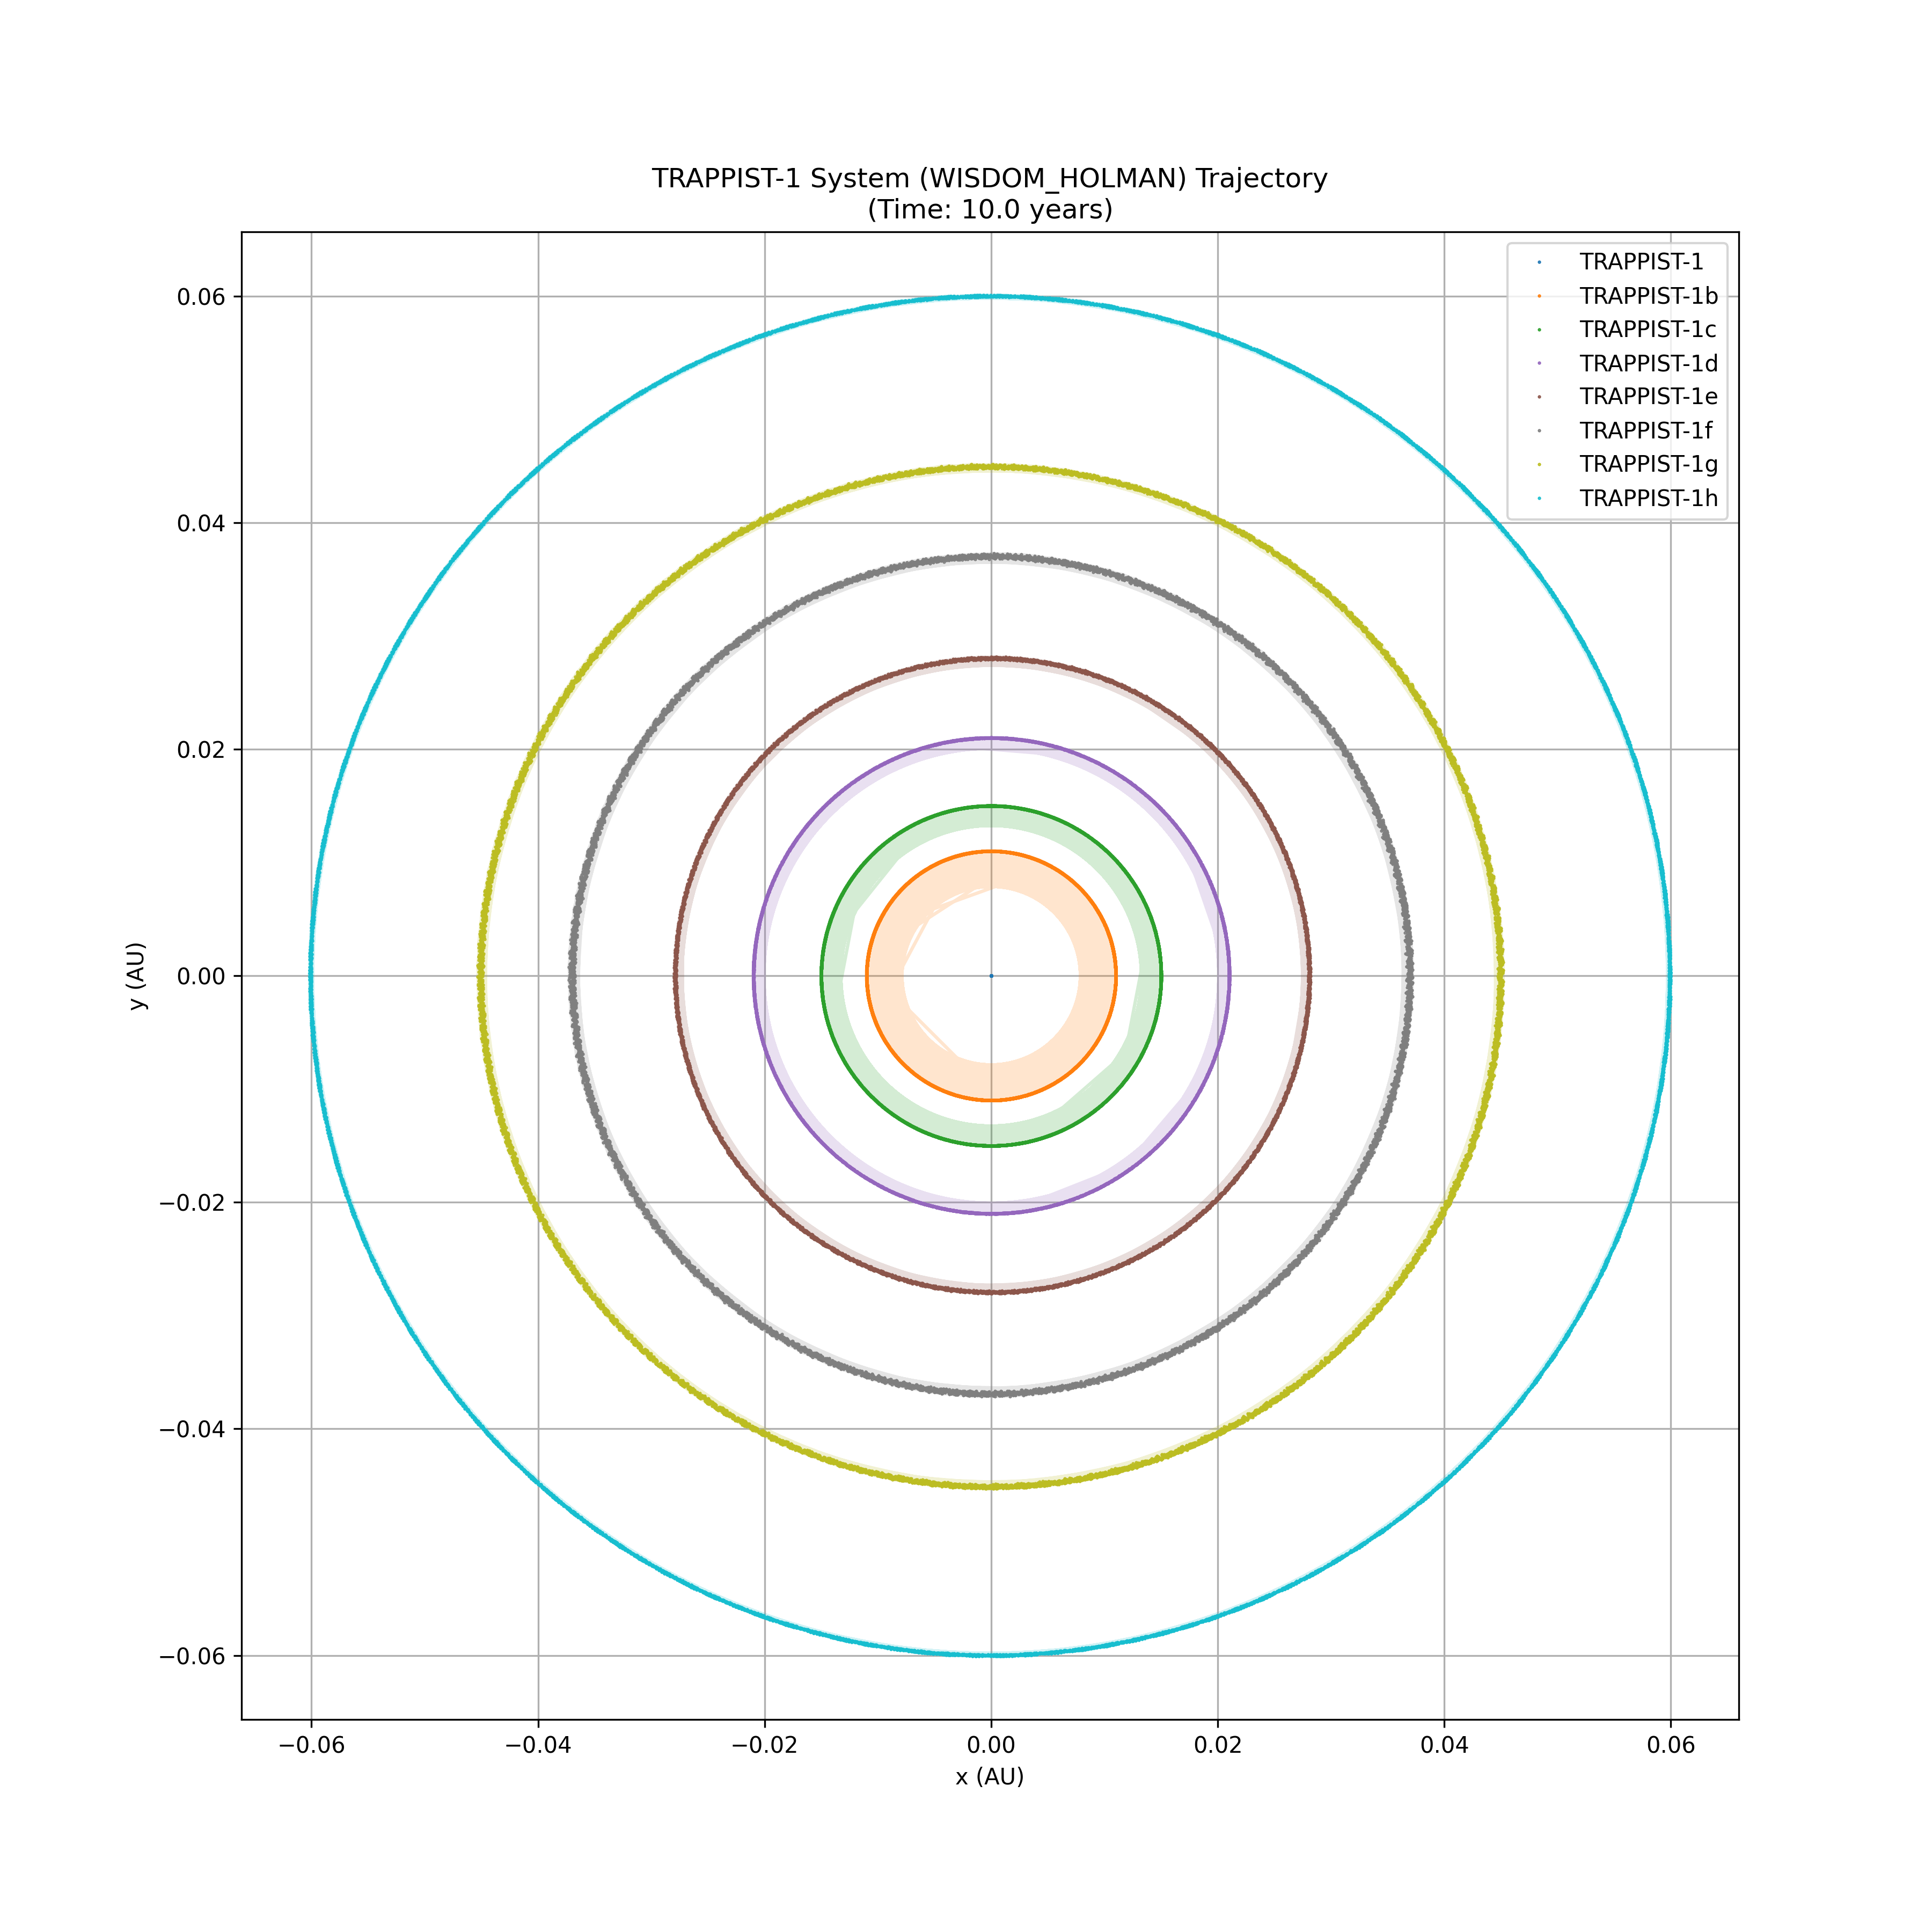 TRAPPIST-1 System (WISDOM_HOLMAN) Trajectory
(Time: 10.0 years)
TRAPPIST-1
TRAPPIST-1b
TRAPPIST-1c
TRAPPIST-1d
TRAPPIST-1e
TRAPPIST-1f
TRAPPIST-1g
TRAPPIST-1h
0.06
0.04
0.02
0.00
−0.02
−0.04
−0.06
y (AU)
−0.06 −0.04 −0.02 0.00 0.02 0.04 0.06
x (AU)